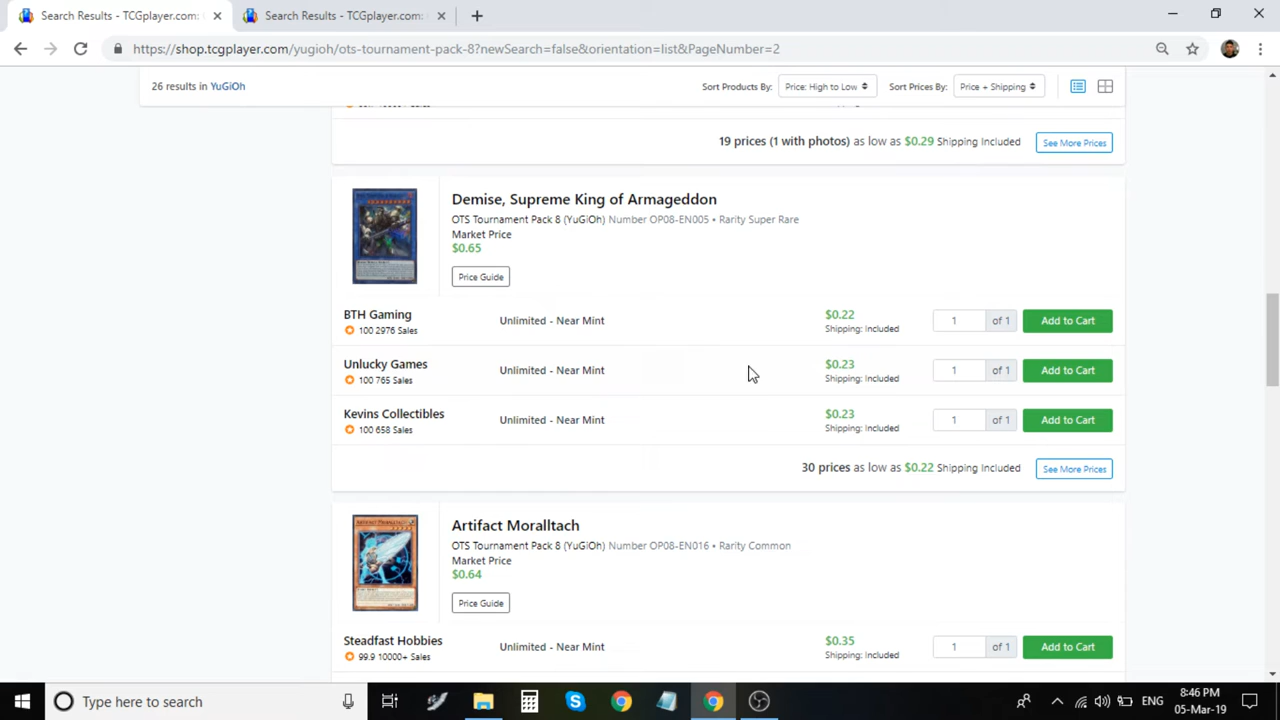 Search Results - TCGplayer.com:
Search Results - TCGplayer.com:
https://shop.tcgplayer.com/yugioh/ots-tournament-pack-8?newSearch=false&orientation=list&PageNumber=2
26 results in YuGiOh
Sort Products By: Price: High to Low
Sort Prices By: Price + Shipping
19 prices (1 with photos) as low as $0.29 Shipping Included
See More Prices
Demise, Supreme King of Armageddon
OTS Tournament Pack 8 (YuGiOh) Number OP08-EN005 • Rarity Super Rare
Market Price
$0.65
Price Guide
BTH Gaming
100 2976 Sales
Unlimited - Near Mint
$0.22
Shipping: Included
1 of 1
Add to Cart
Unlucky Games
100 765 Sales
Unlimited - Near Mint
$0.23
Shipping: Included
1 of 1
Add to Cart
Kevins Collectibles
100 658 Sales
Unlimited - Near Mint
$0.23
Shipping: Included
1 of 1
Add to Cart
30 prices as low as $0.22 Shipping Included
See More Prices
ARTIFACT MORALLTACH
Artifact Moralltach
OTS Tournament Pack 8 (YuGiOh) Number OP08-EN016 • Rarity Common
Market Price
$0.64
Price Guide
Steadfast Hobbies
99.9 10000+ Sales
Unlimited - Near Mint
$0.35
Shipping: Included
1 of 1
Add to Cart
Type here to search
ENG
8:46 PM
05-Mar-19